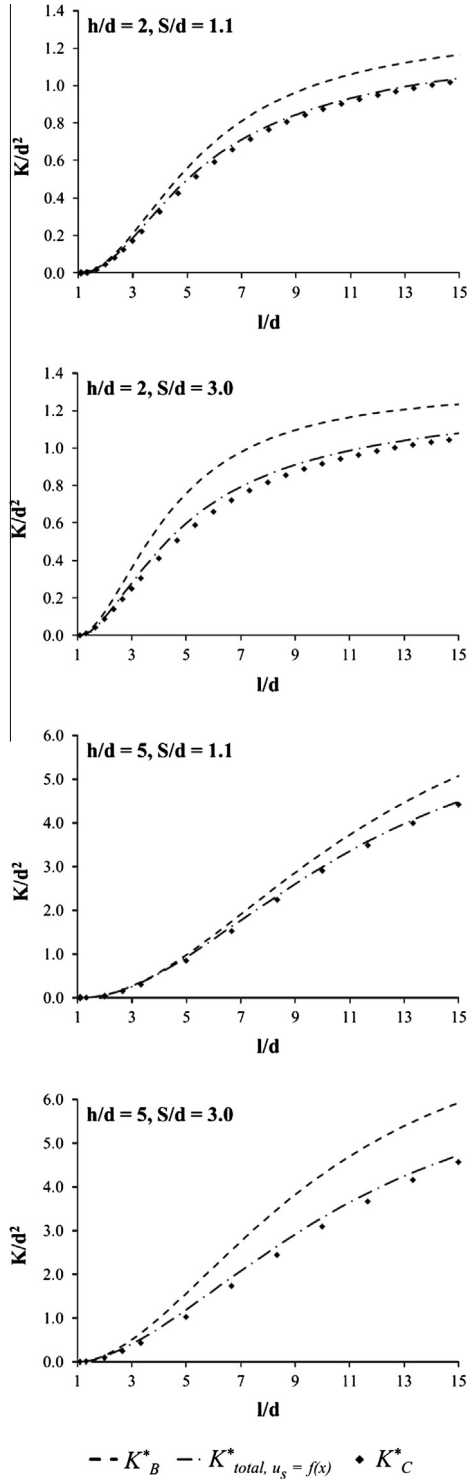 h/d = 2, S/d = 1.1
K/d²
1.4
1.2
1.0
0.8
0.6
0.4
0.2
0.0
1 3 5 7 9 11 13 15
l/d
h/d = 2, S/d = 3.0
K/d²
1.4
1.2
1.0
0.8
0.6
0.4
0.2
0.0
1 3 5 7 9 11 13 15
l/d
h/d = 5, S/d = 1.1
K/d²
6.0
5.0
4.0
3.0
2.0
1.0
0.0
1 3 5 7 9 11 13 15
l/d
h/d = 5, S/d = 3.0
K/d²
6.0
5.0
4.0
3.0
2.0
1.0
0.0
1 3 5 7 9 11 13 15
l/d
K*B K*total, us = f(x) K*C